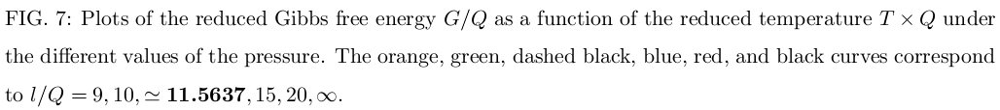 FIG. 7: Plots of the reduced Gibbs free energy G/Q as a function of the reduced temperature T × Q under
the different values of the pressure. The orange, green, dashed black, blue, red, and black curves correspond
to l/Q = 9, 10, ≃ 11.5637, 15, 20, ∞.